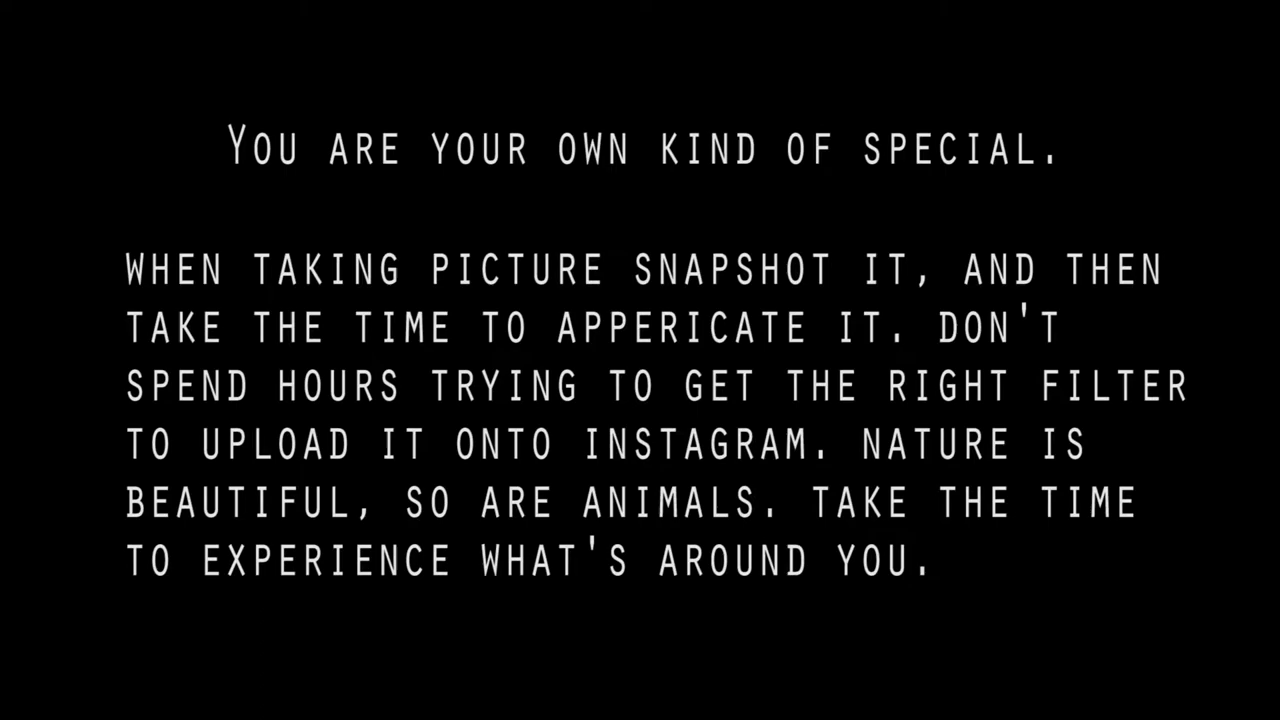 YOU ARE YOUR OWN KIND OF SPECIAL.
WHEN TAKING PICTURE SNAPSHOT IT, AND THEN
TAKE THE TIME TO APPERICATE IT. DON'T
SPEND HOURS TRYING TO GET THE RIGHT FILTER
TO UPLOAD IT ONTO INSTAGRAM. NATURE IS
BEAUTIFUL, SO ARE ANIMALS. TAKE THE TIME
TO EXPERIENCE WHAT'S AROUND YOU.